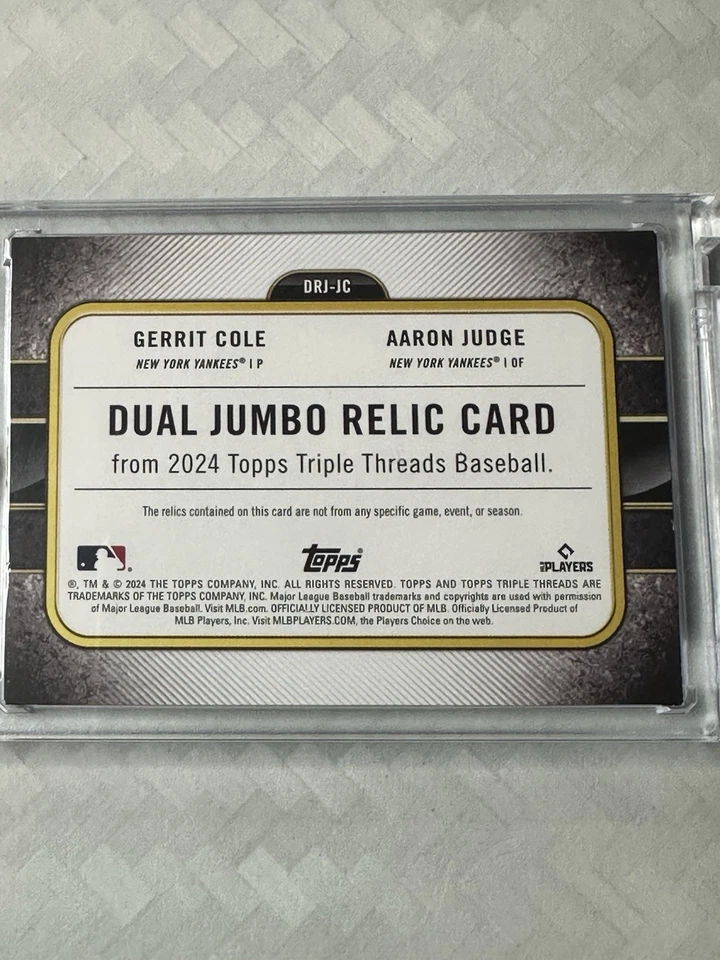 DRJ-JC
GERRIT COLE AARON JUDGE
NEW YORK YANKEES® | P NEW YORK YANKEES® | OF
DUAL JUMBO RELIC CARD
from 2024 Topps Triple Threads Baseball.
The relics contained on this card are not from any specific game, event, or season.
topps MLB PLAYERS
®, TM & © 2024 THE TOPPS COMPANY, INC. ALL RIGHTS RESERVED. TOPPS AND TOPPS TRIPLE THREADS ARE
TRADEMARKS OF THE TOPPS COMPANY, INC. Major League Baseball trademarks and copyrights are used with permission
of Major League Baseball. Visit MLB.com. OFFICIALLY LICENSED PRODUCT OF MLB. Officially Licensed Product of
MLB Players, Inc. Visit MLBPLAYERS.COM, the Players Choice on the web.